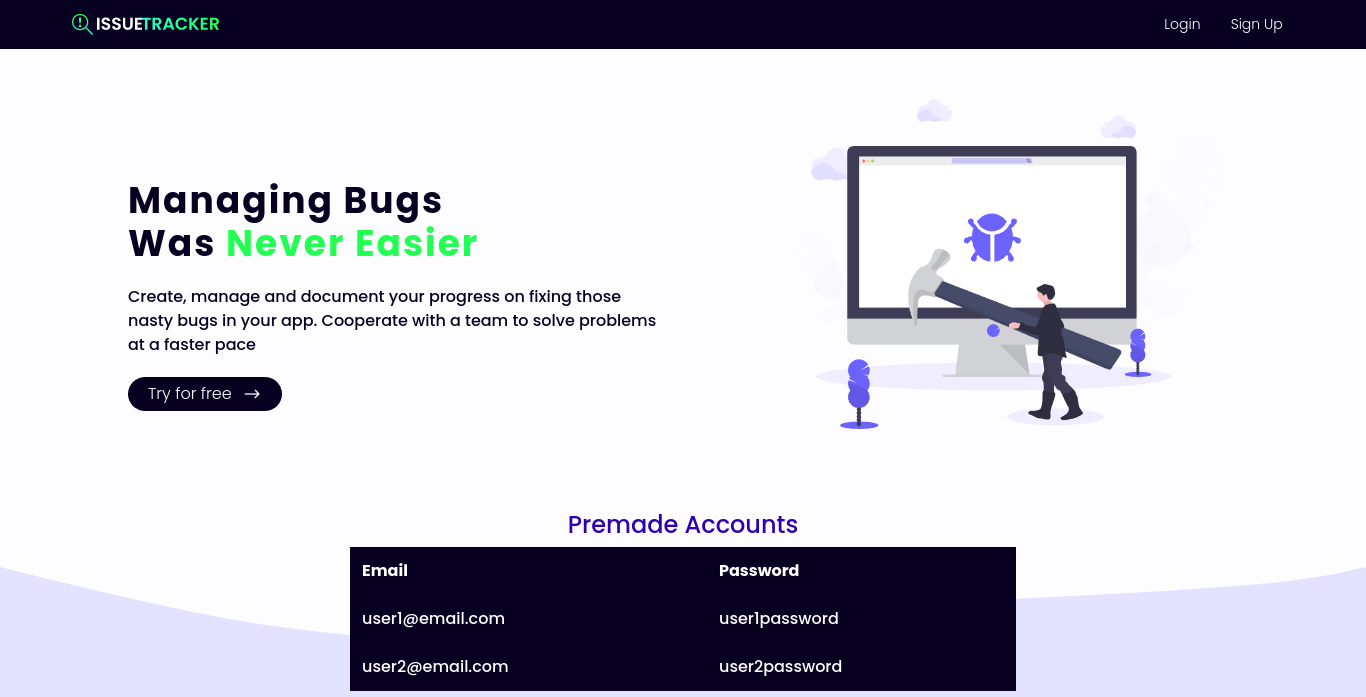 ISSUETRACKER
Login
Sign Up
Managing Bugs
Was Never Easier
Create, manage and document your progress on fixing those
nasty bugs in your app. Cooperate with a team to solve problems
at a faster pace
Try for free
Premade Accounts
Email Password
user1@email.com user1password
user2@email.com user2password